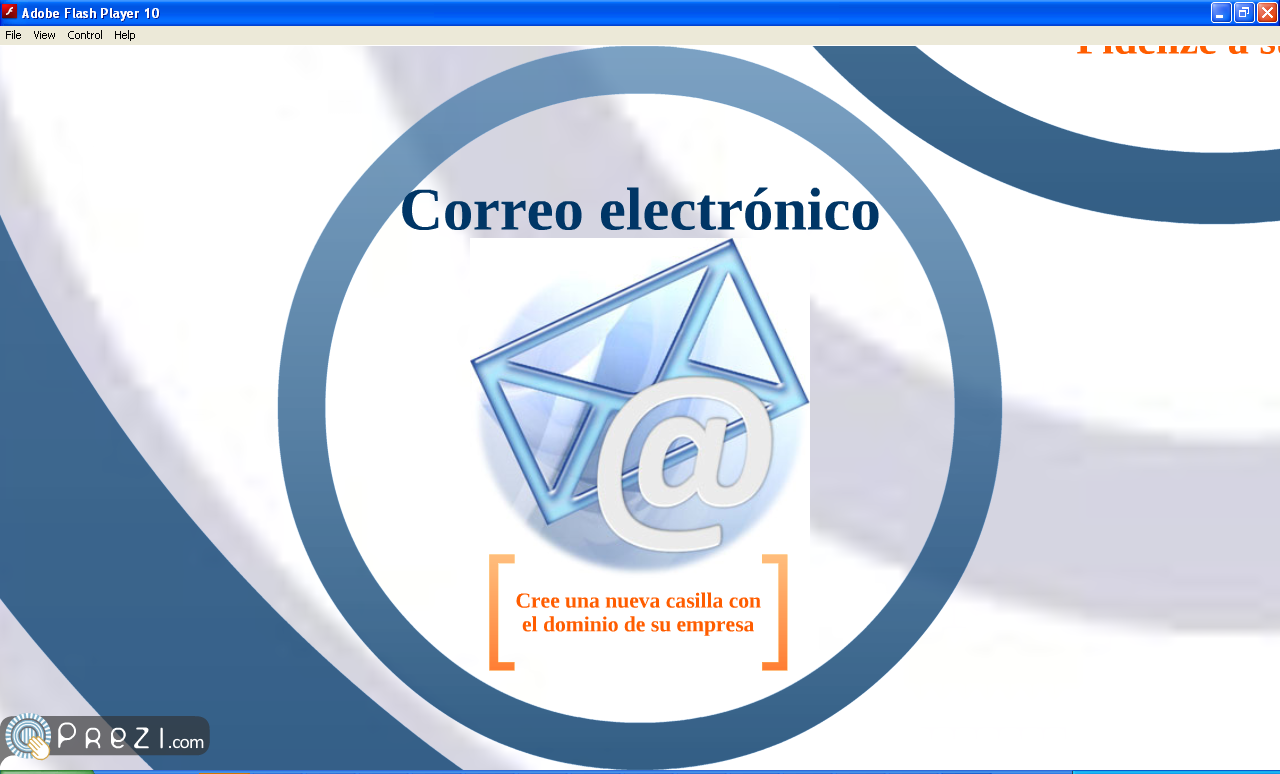 Adobe Flash Player 10
File View Control Help
Correo electrónico
@
Cree una nueva casilla con
el dominio de su empresa
PREZI.com